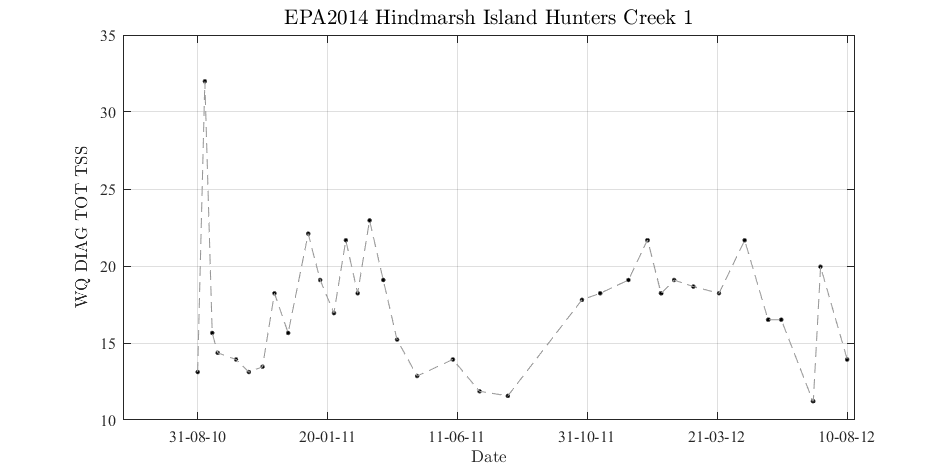 EPA2014 Hindmarsh Island Hunters Creek 1
35
30
25
20
15
10
WQ DIAG TOT TSS
31-08-10 20-01-11 11-06-11 31-10-11 21-03-12 10-08-12
Date